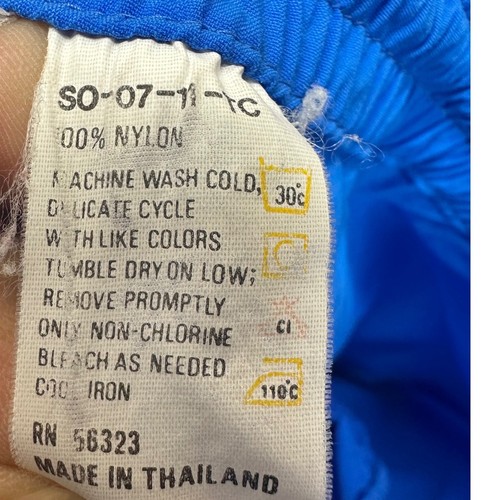 SO-07-11-TC
100% NYLON
MACHINE WASH COLD, 30°C
DELICATE CYCLE
WITH LIKE COLORS
TUMBLE DRY ON LOW;
REMOVE PROMPTLY
ONLY NON-CHLORINE Cl
BLEACH AS NEEDED
COOL IRON 110°C
RN 56323
MADE IN THAILAND